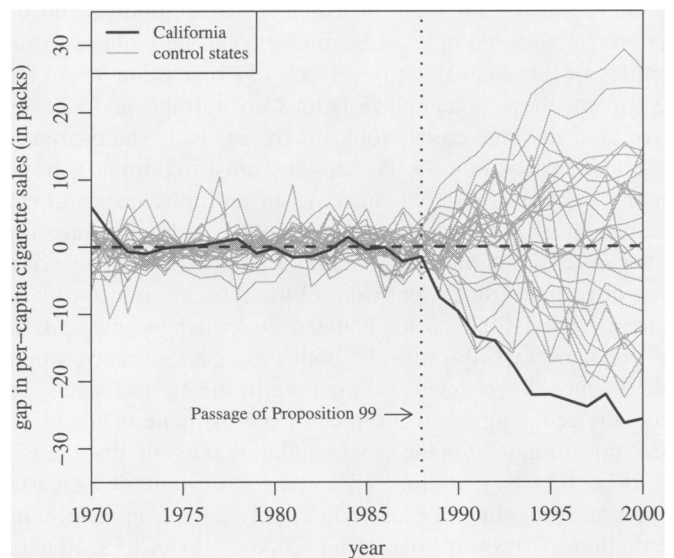 California
control states
gap in per-capita cigarette sales (in packs)
30
20
10
0
-10
-20
-30
Passage of Proposition 99 →
1970
1975
1980
1985
1990
1995
2000
year